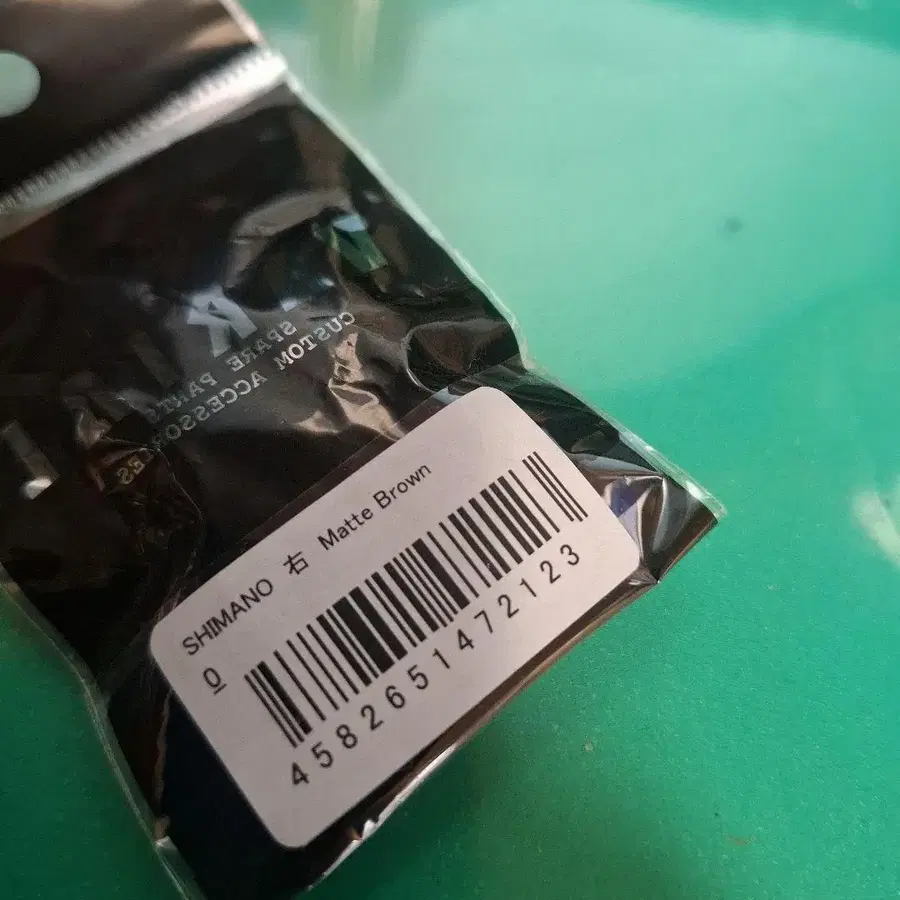 SPARE PARTS
CUSTOM ACCESSORIES
SHIMANO 右 Matte Brown
0
4582651472123